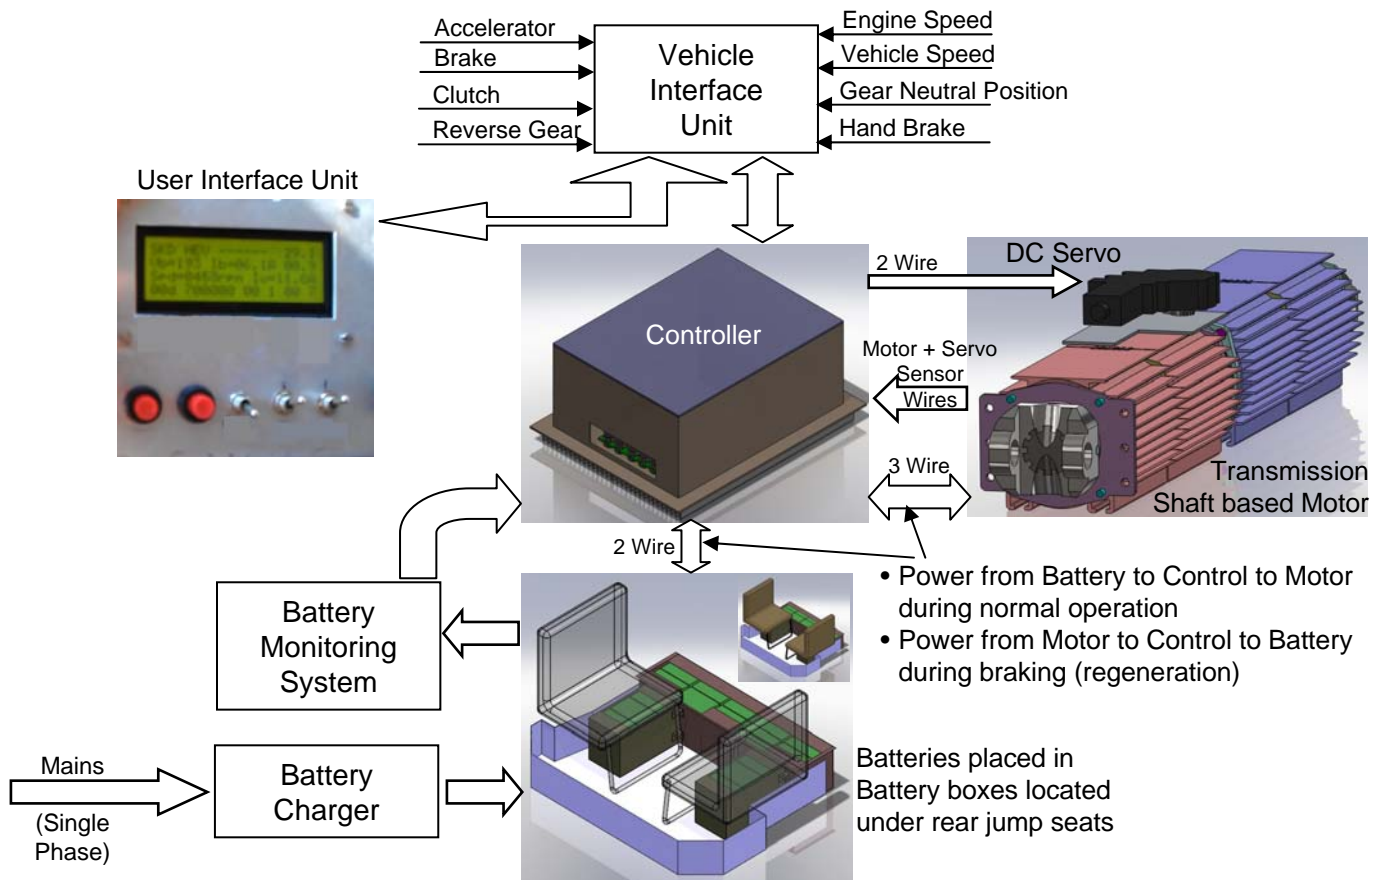 Accelerator
Brake
Clutch
Reverse Gear
Vehicle
Interface
Unit
Engine Speed
Vehicle Speed
Gear Neutral Position
Hand Brake
User Interface Unit
Controller
2 Wire
DC Servo
Motor + Servo
Sensor
Wires
3 Wire
Transmission
Shaft based Motor
2 Wire
• Power from Battery to Control to Motor
during normal operation
• Power from Motor to Control to Battery
during braking (regeneration)
Battery
Monitoring
System
Mains
(Single
Phase)
Battery
Charger
Batteries placed in
Battery boxes located
under rear jump seats